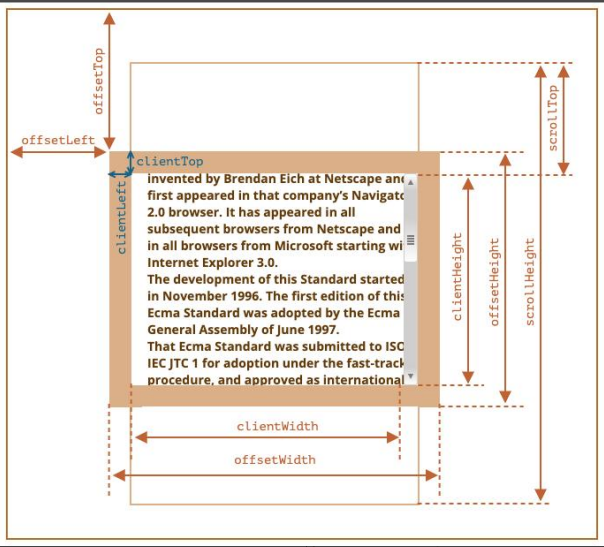 offsetTop
scrollTop
offsetLeft
clientTop
clientLeft
invented by Brendan Eich at Netscape and
first appeared in that company's Navigato
2.0 browser. It has appeared in all
subsequent browsers from Netscape and
in all browsers from Microsoft starting wi
Internet Explorer 3.0.
The development of this Standard started
in November 1996. The first edition of this
Ecma Standard was adopted by the Ecma
General Assembly of June 1997.
That Ecma Standard was submitted to ISO
IEC JTC 1 for adoption under the fast-track
procedure, and approved as international
clientHeight
offsetHeight
scrollHeight
clientWidth
offsetWidth